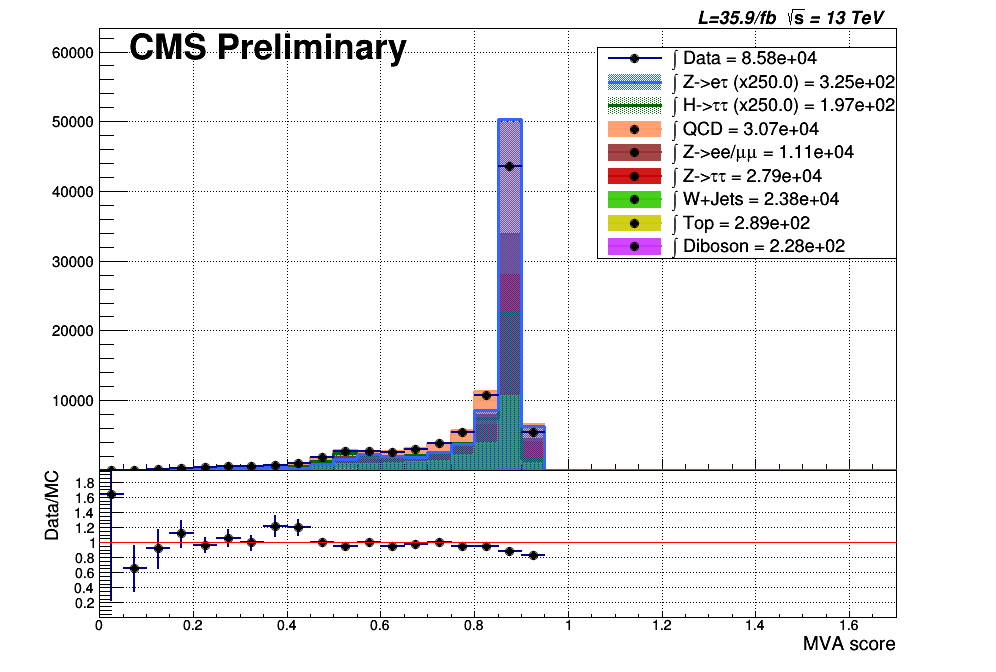 L=35.9/fb √s = 13 TeV
CMS Preliminary
60000
50000
40000
30000
20000
10000
∫ Data = 8.58e+04
∫ Z->eτ (x250.0) = 3.25e+02
∫ H->ττ (x250.0) = 1.97e+02
∫ QCD = 3.07e+04
∫ Z->ee/μμ = 1.11e+04
∫ Z->ττ = 2.79e+04
∫ W+Jets = 2.38e+04
∫ Top = 2.89e+02
∫ Diboson = 2.28e+02
Data/MC
1.8
1.6
1.4
1.2
1
0.8
0.6
0.4
0.2
0 0.2 0.4 0.6 0.8 1 1.2 1.4 1.6
MVA score